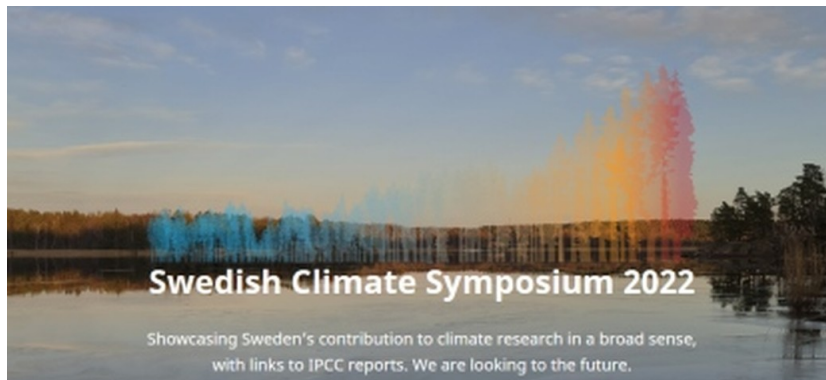 Swedish Climate Symposium 2022
Showcasing Sweden's contribution to climate research in a broad sense,
with links to IPCC reports. We are looking to the future.